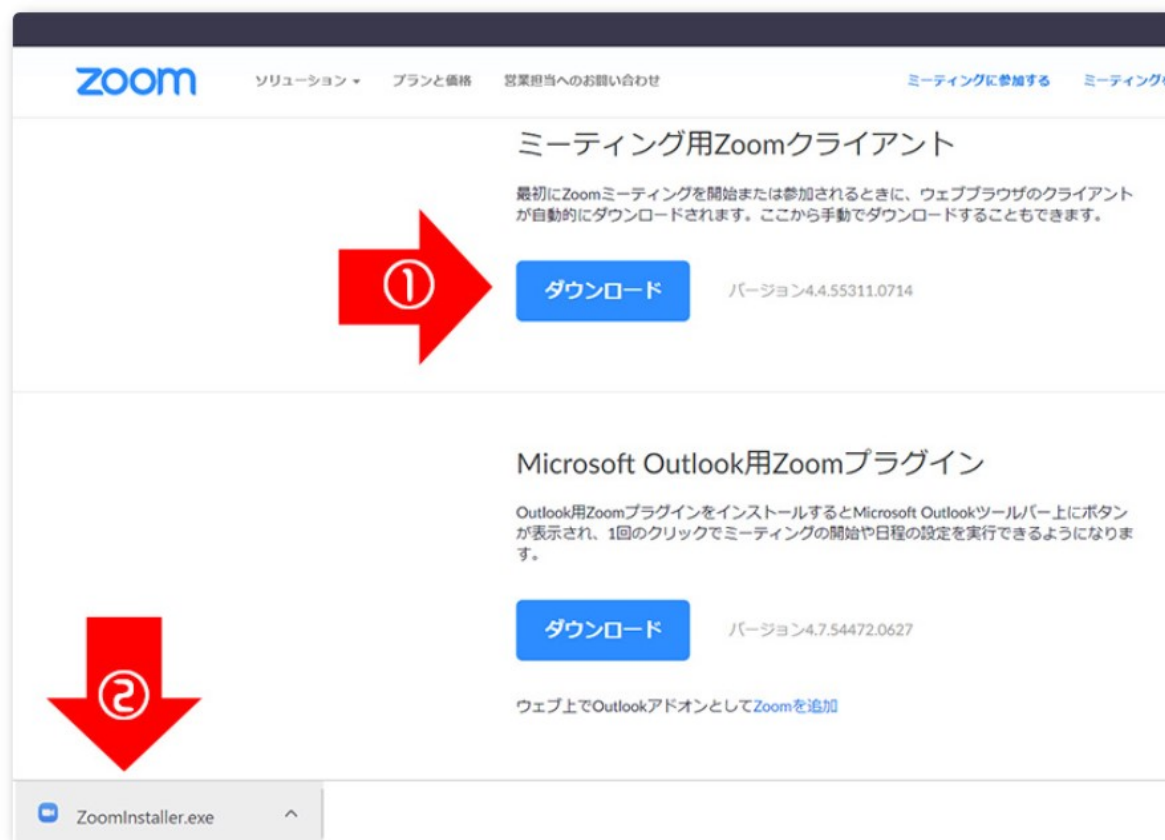 zoom ソリューション プランと価格 営業担当へのお問い合わせ ミーティングに参加する ミーティング
ミーティング用Zoomクライアント
最初にZoomミーティングを開始または参加されるときに、ウェブブラウザのクライアント
が自動的にダウンロードされます。ここから手動でダウンロードすることもできます。
①
ダウンロード バージョン4.4.55311.0714
Microsoft Outlook用Zoomプラグイン
Outlook用ZoomプラグインをインストールするとMicrosoft Outlookツールバー上にボタン
が表示され、1回のクリックでミーティングの開始や日程の設定を実行できるようになりま
す。
ダウンロード バージョン4.7.54472.0627
②
ウェブ上でOutlookアドオンとしてZoomを追加
ZoomInstaller.exe